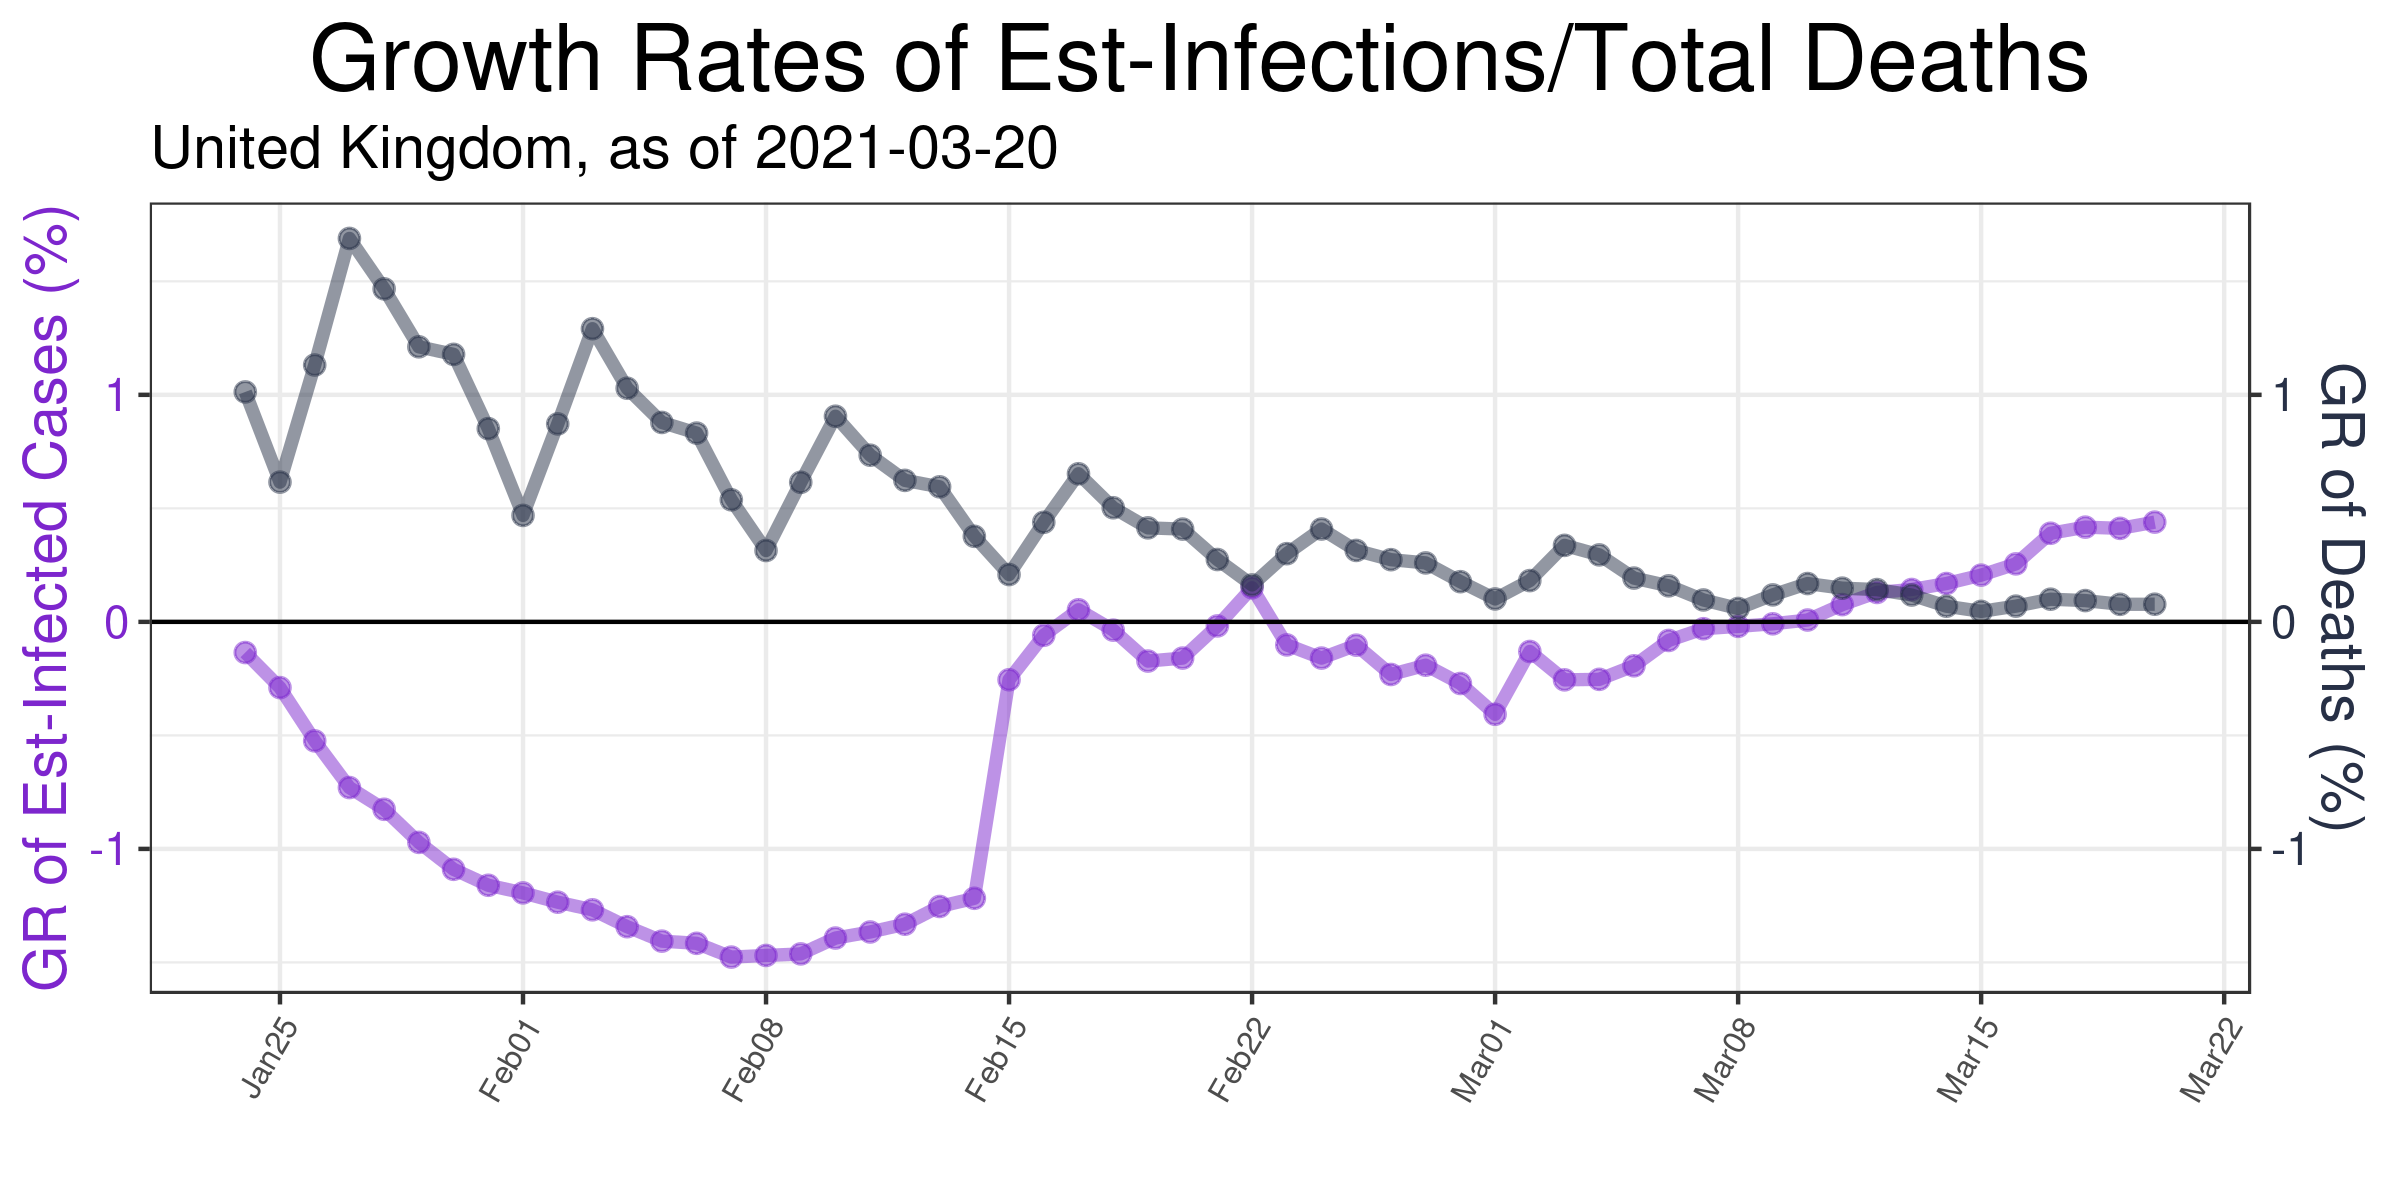 Growth Rates of Est-Infections/Total Deaths
United Kingdom, as of 2021-03-20
GR of Est-Infected Cases (%)
1
0
-1
1
0
-1
GR of Deaths (%)
Jan25
Feb01
Feb08
Feb15
Feb22
Mar01
Mar08
Mar15
Mar22